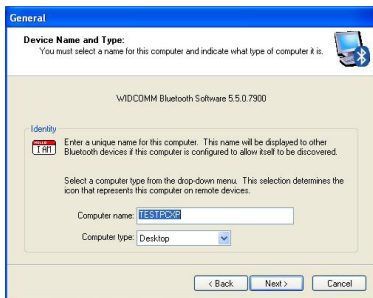 General
Device Name and Type:
You must select a name for this computer and indicate what type of computer it is.
WIDCOMM Bluetooth Software 5.5.0.7900
Identity
HELLO
I AM
Enter a unique name for this computer. This name will be displayed to other
Bluetooth devices if this computer is configured to allow itself to be discovered.
Select a computer type from the drop-down menu. This selection determines the
icon that represents this computer on remote devices.
Computer name: TESTPCXP
Computer type: Desktop
< Back Next > Cancel